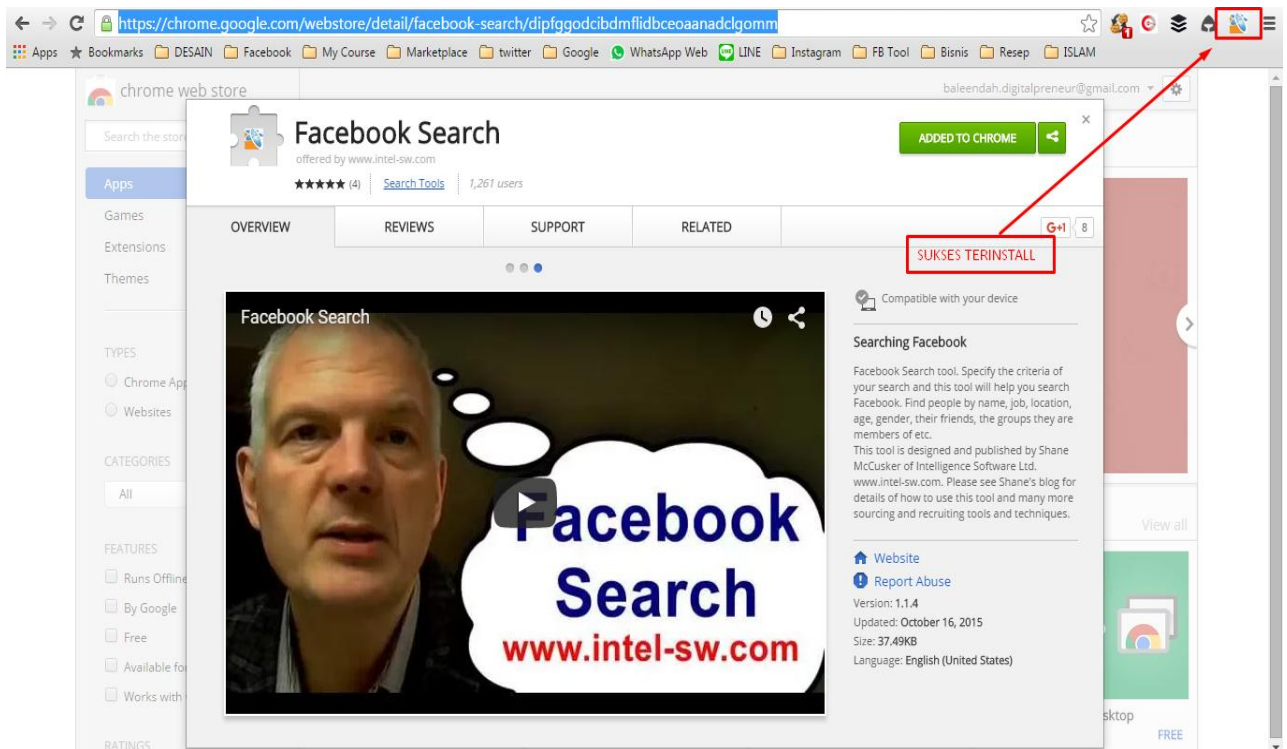 https://chrome.google.com/webstore/detail/facebook-search/dipfggodcibdmflidbceoaanadclgomm
1
Apps Bookmarks DESAIN Facebook My Course Marketplace twitter Google WhatsApp Web LINE Instagram FB Tool Bisnis Resep ISLAM
chrome web store
baleendah.digitalpreneur@gmail.com
Search the store
Apps
Games
Extensions
Themes
TYPES
Chrome App
Websites
CATEGORIES
All
FEATURES
Runs Offline
By Google
Free
Available for
Works with
RATINGS
Facebook Search
offered by www.intel-sw.com
(4) Search Tools 1,261 users
ADDED TO CHROME
×
OVERVIEW REVIEWS SUPPORT RELATED
G+1 8
SUKSES TERINSTALL
Facebook Search
Facebook
Search
www.intel-sw.com
Compatible with your device
Searching Facebook
Facebook Search tool. Specify the criteria of
your search and this tool will help you search
Facebook. Find people by name, job, location,
age, gender, their friends, the groups they are
members of etc.
This tool is designed and published by Shane
McCusker of Intelligence Software Ltd.
www.intel-sw.com. Please see Shane's blog for
details of how to use this tool and many more
sourcing and recruiting tools and techniques.
Website
Report Abuse
Version: 1.1.4
Updated: October 16, 2015
Size: 37.49KB
Language: English (United States)
View all
sktop
FREE